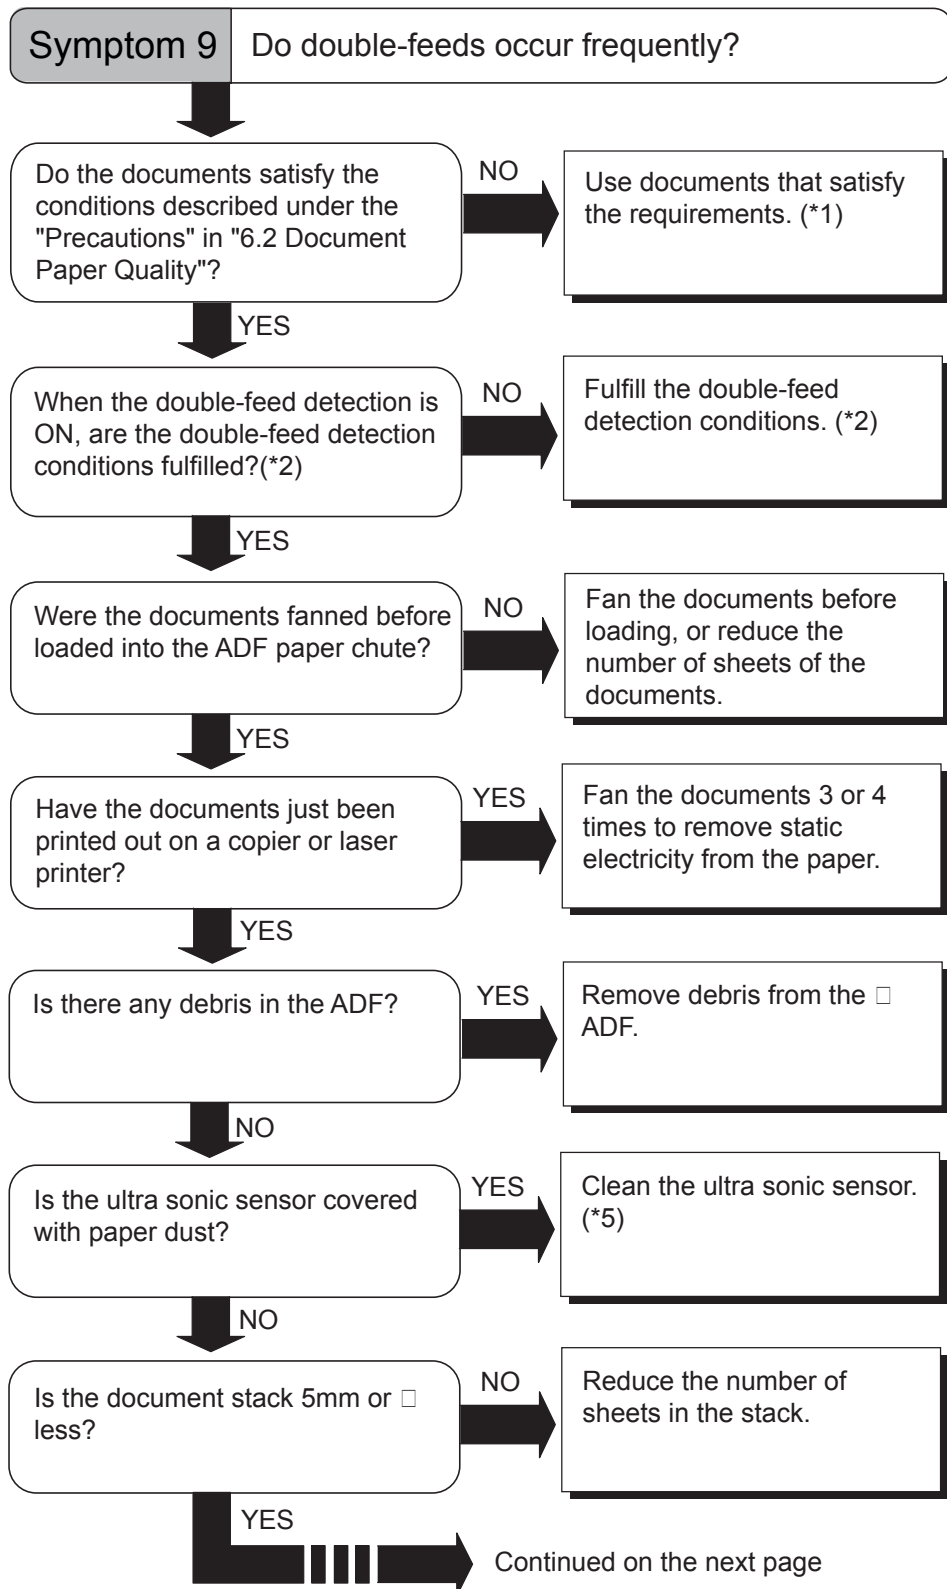 Symptom 9 Do double-feeds occur frequently?
Do the documents satisfy the
conditions described under the
"Precautions" in "6.2 Document
Paper Quality"?
NO
Use documents that satisfy
the requirements. (*1)
YES
When the double-feed detection is
ON, are the double-feed detection
conditions fulfilled?(*2)
NO
Fulfill the double-feed
detection conditions. (*2)
YES
Were the documents fanned before
loaded into the ADF paper chute?
NO
Fan the documents before
loading, or reduce the
number of sheets of the
documents.
YES
Have the documents just been
printed out on a copier or laser
printer?
YES
Fan the documents 3 or 4
times to remove static
electricity from the paper.
YES
Is there any debris in the ADF?
YES
Remove debris from the □
ADF.
NO
Is the ultra sonic sensor covered
with paper dust?
YES
Clean the ultra sonic sensor.
(*5)
NO
Is the document stack 5mm or □
less?
NO
Reduce the number of
sheets in the stack.
YES
Continued on the next page